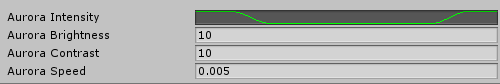 Aurora Intensity
Aurora Brightness 10
Aurora Contrast 10
Aurora Speed 0.005